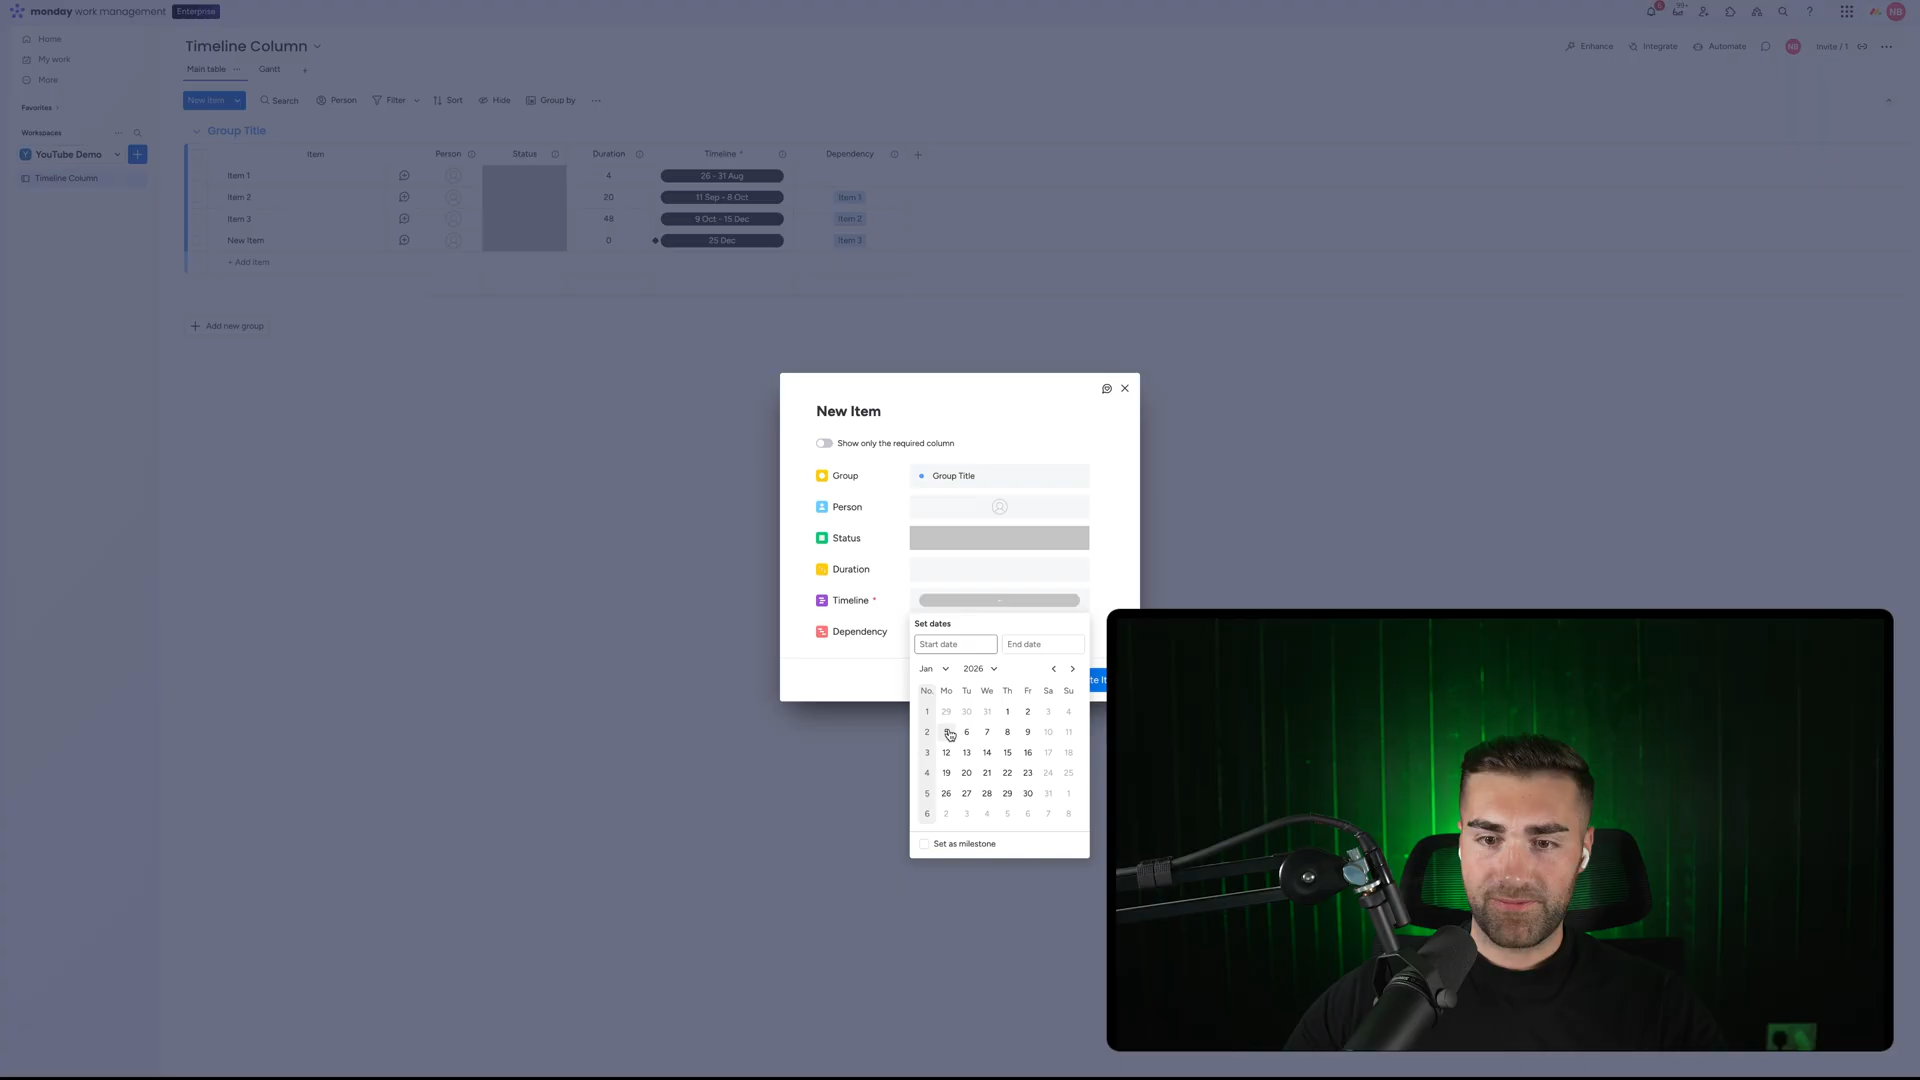 monday work management Enterprise
6 99+ NB
Home
My work
More
Favorites
Workspaces
YouTube Demo
Timeline Column
Timeline Column
Enhance Integrate Automate NB Invite / 1
Main table Gantt +
New item Search Person Filter Sort Hide Group by
Group Title
Item Person Status Duration Timeline * Dependency +
Item 1 4 26 - 31 Aug
Item 2 20 11 Sep - 8 Oct Item 1
Item 3 48 9 Oct - 15 Dec Item 2
New Item 0 25 Dec Item 3
+ Add item
+ Add new group
New Item
Show only the required column
Group Group Title
Person
Status
Duration
Timeline * -
Dependency
Set dates
Start date End date
Jan 2026
No. Mo Tu We Th Fr Sa Su
1 29 30 31 1 2 3 4
2 6 7 8 9 10 11
3 12 13 14 15 16 17 18
4 19 20 21 22 23 24 25
5 26 27 28 29 30 31 1
6 2 3 4 5 6 7 8
Set as milestone